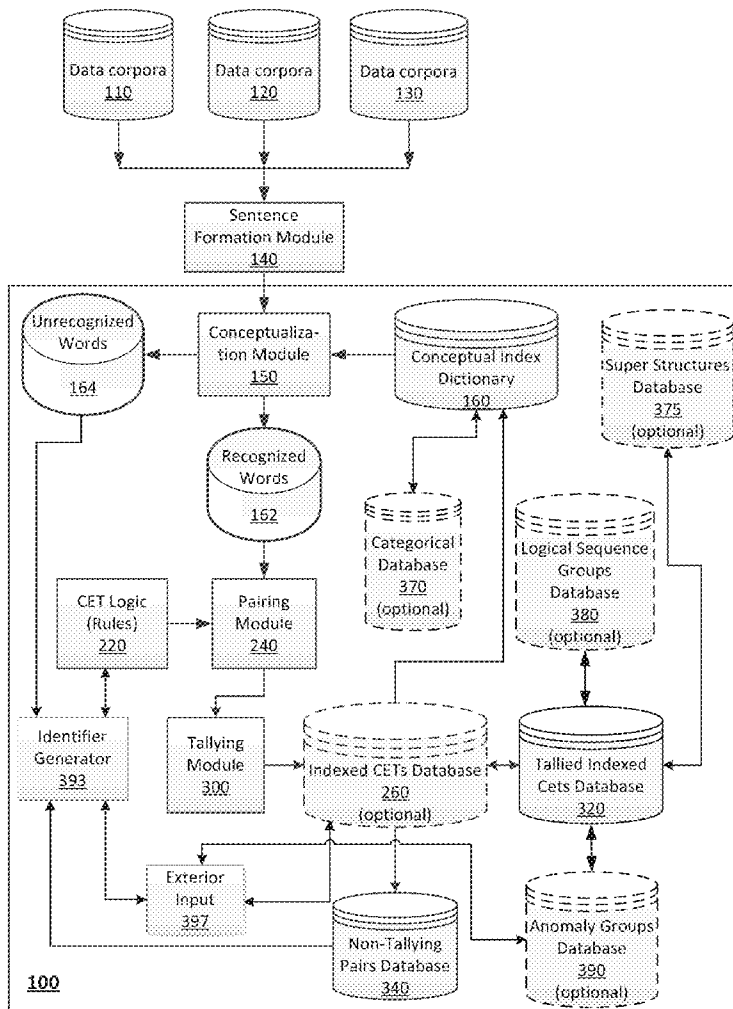 Data corpora
110
Data corpora
120
Data corpora
130
Sentence
Formation Module
140
Unrecognized
Words
164
Conceptualiza-
tion Module
150
Conceptual Index
Dictionary
160
Super Structures
Database
375
(optional)
Recognized
Words
162
Categorical
Database
370
(optional)
Logical Sequence
Groups
Database
380
(optional)
CET Logic
(Rules)
220
Pairing
Module
240
Identifier
Generator
393
Tallying
Module
300
Indexed CETs Database
260
(optional)
Tallied Indexed
Cets Database
320
Exterior
Input
397
Non-Tallying
Pairs Database
340
Anomaly Groups
Database
390
(optional)
100